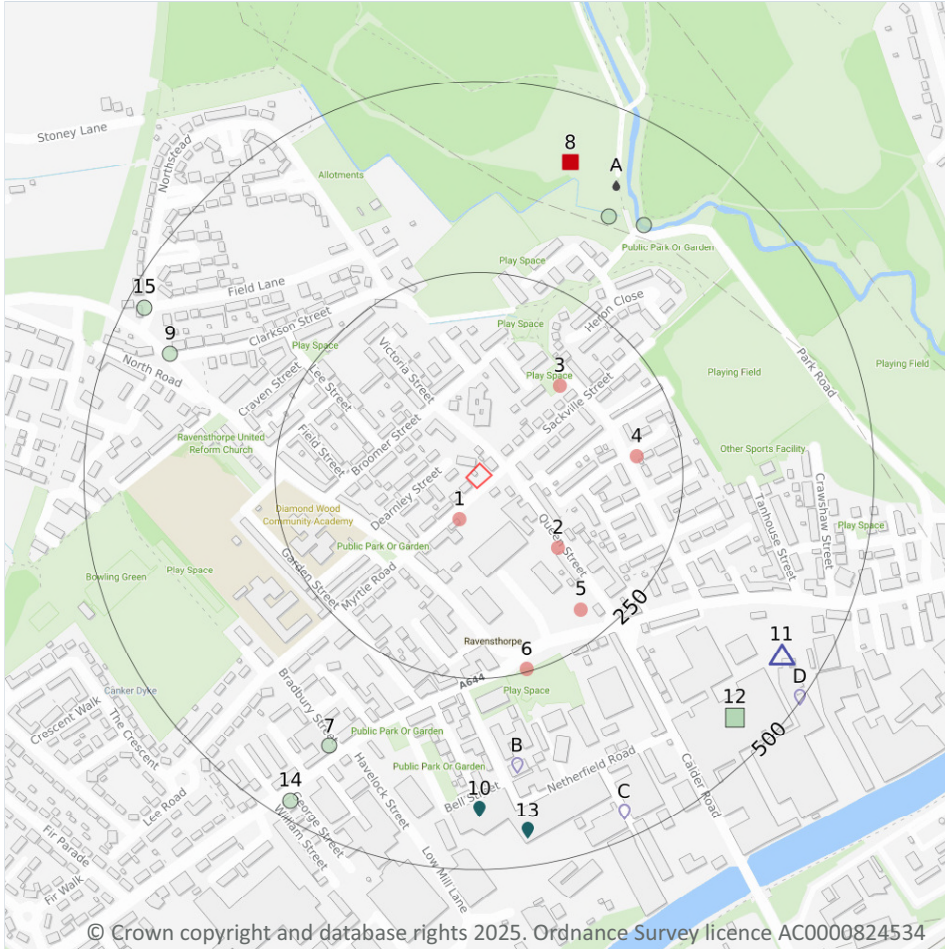 Stoney Lane
Northstead
Allotments
8
A
Public Park Or Garden
Play Space
15
Field Lane
Clarkson Street
Heron Close
Play Space
9
Play Space
North Road
Victoria Street
Park Road
Playing Field
Playing Field
3
Play Space
Craven Street
Lee Street
Sackville Street
Broomer Street
Field Street
Ravensthorpe United
Reform Church
4
Other Sports Facility
Crawshaw Street
Tanhouse Street
Dearnley Street
1
Diamond Wood
Community Academy
Queen Street
2
Play Space
Public Park Or Garden
Garden Street
Myrtle Road
Play Space
Bowling Green
5
250
Ravensthorpe
6
11
A644
Play Space
D
Canker Dyke
Crescent Walk
The Crescent
Bradbury Street
12
500
Public Park Or Garden
7
B
Netherfield Road
Calder Road
Public Park Or Garden
Havelock Street
14
10
Bell Street
C
13
Lee Road
George Street
William Street
Fir Parade
Fir Walk
Low Mill Lane
© Crown copyright and database rights 2025. Ordnance Survey licence AC0000824534